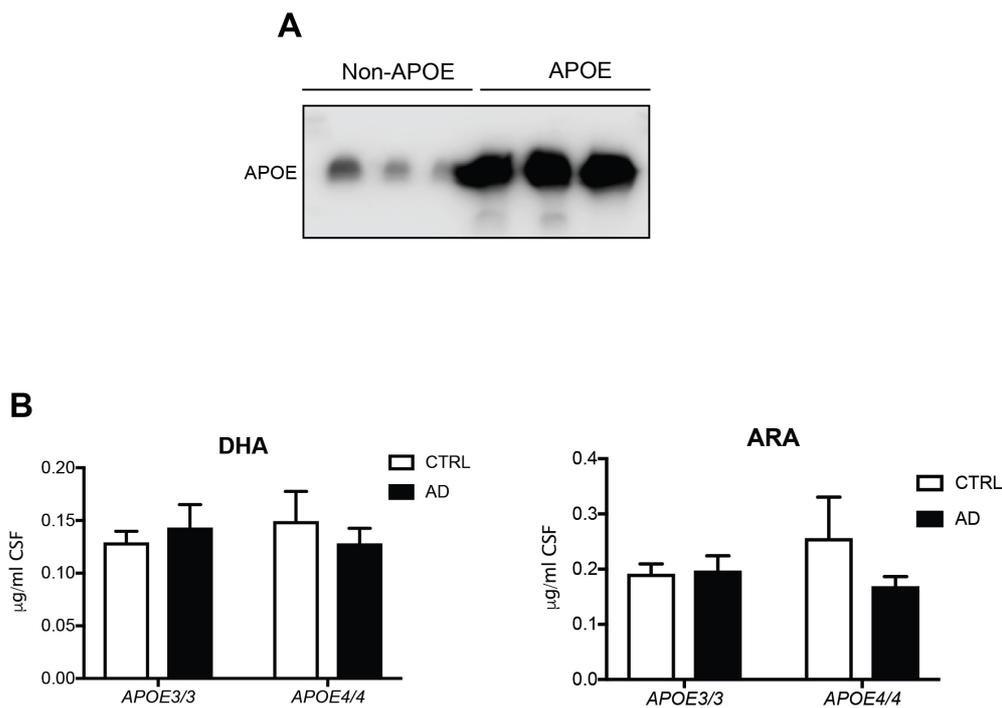 A
Non-APOE APOE
APOE
B
DHA
CTRL
AD
0.20
0.15
0.10
0.05
0.00
μg/ml CSF
APOE3/3 APOE4/4
ARA
CTRL
AD
0.4
0.3
0.2
0.1
0.0
μg/ml CSF
APOE3/3 APOE4/4